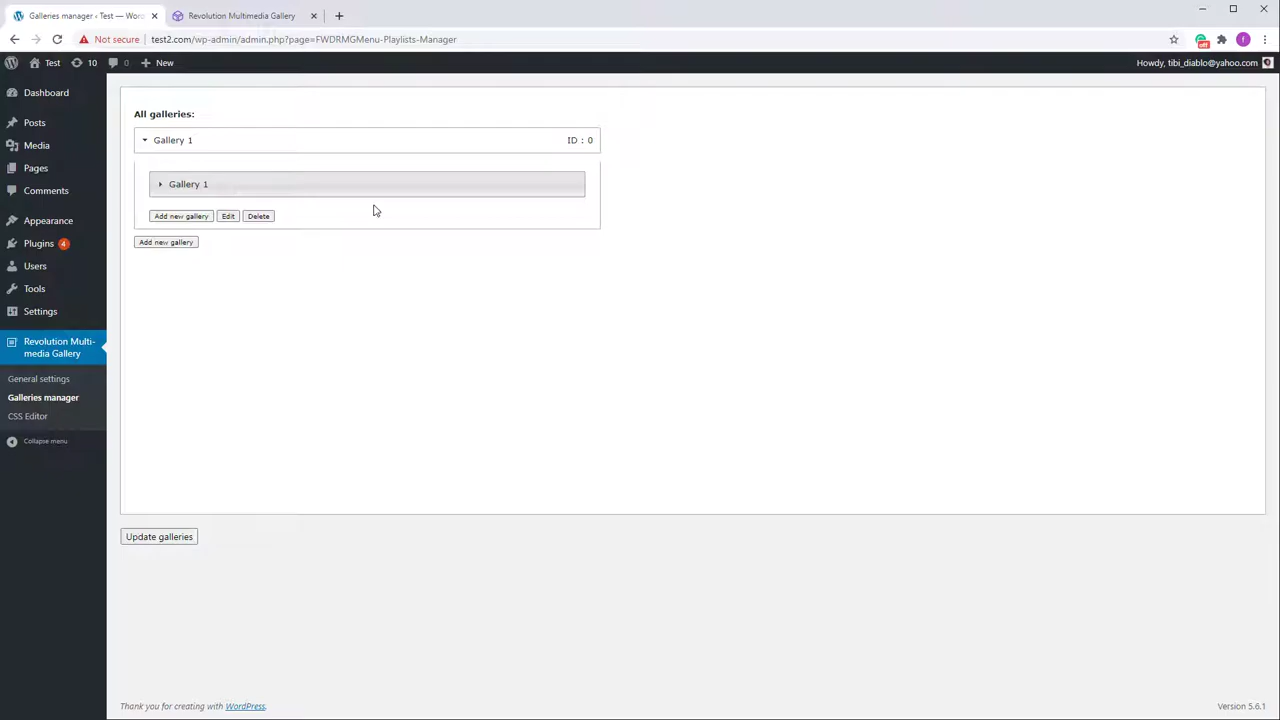 Galleries manager ‹ Test — Wor
Revolution Multimedia Gallery
Not secure
test2.com/wp-admin/admin.php?page=FWDRMGMenu-Playlists-Manager
off
f
Test
10
0
New
Howdy, tibi_diablo@yahoo.com
Dashboard
Posts
Media
Pages
Comments
Appearance
Plugins 4
Users
Tools
Settings
Revolution Multi-
media Gallery
General settings
Galleries manager
CSS Editor
Collapse menu
All galleries:
Gallery 1 ID : 0
Gallery 1
Add new gallery Edit Delete
Add new gallery
Update galleries
Thank you for creating with WordPress.
Version 5.6.1